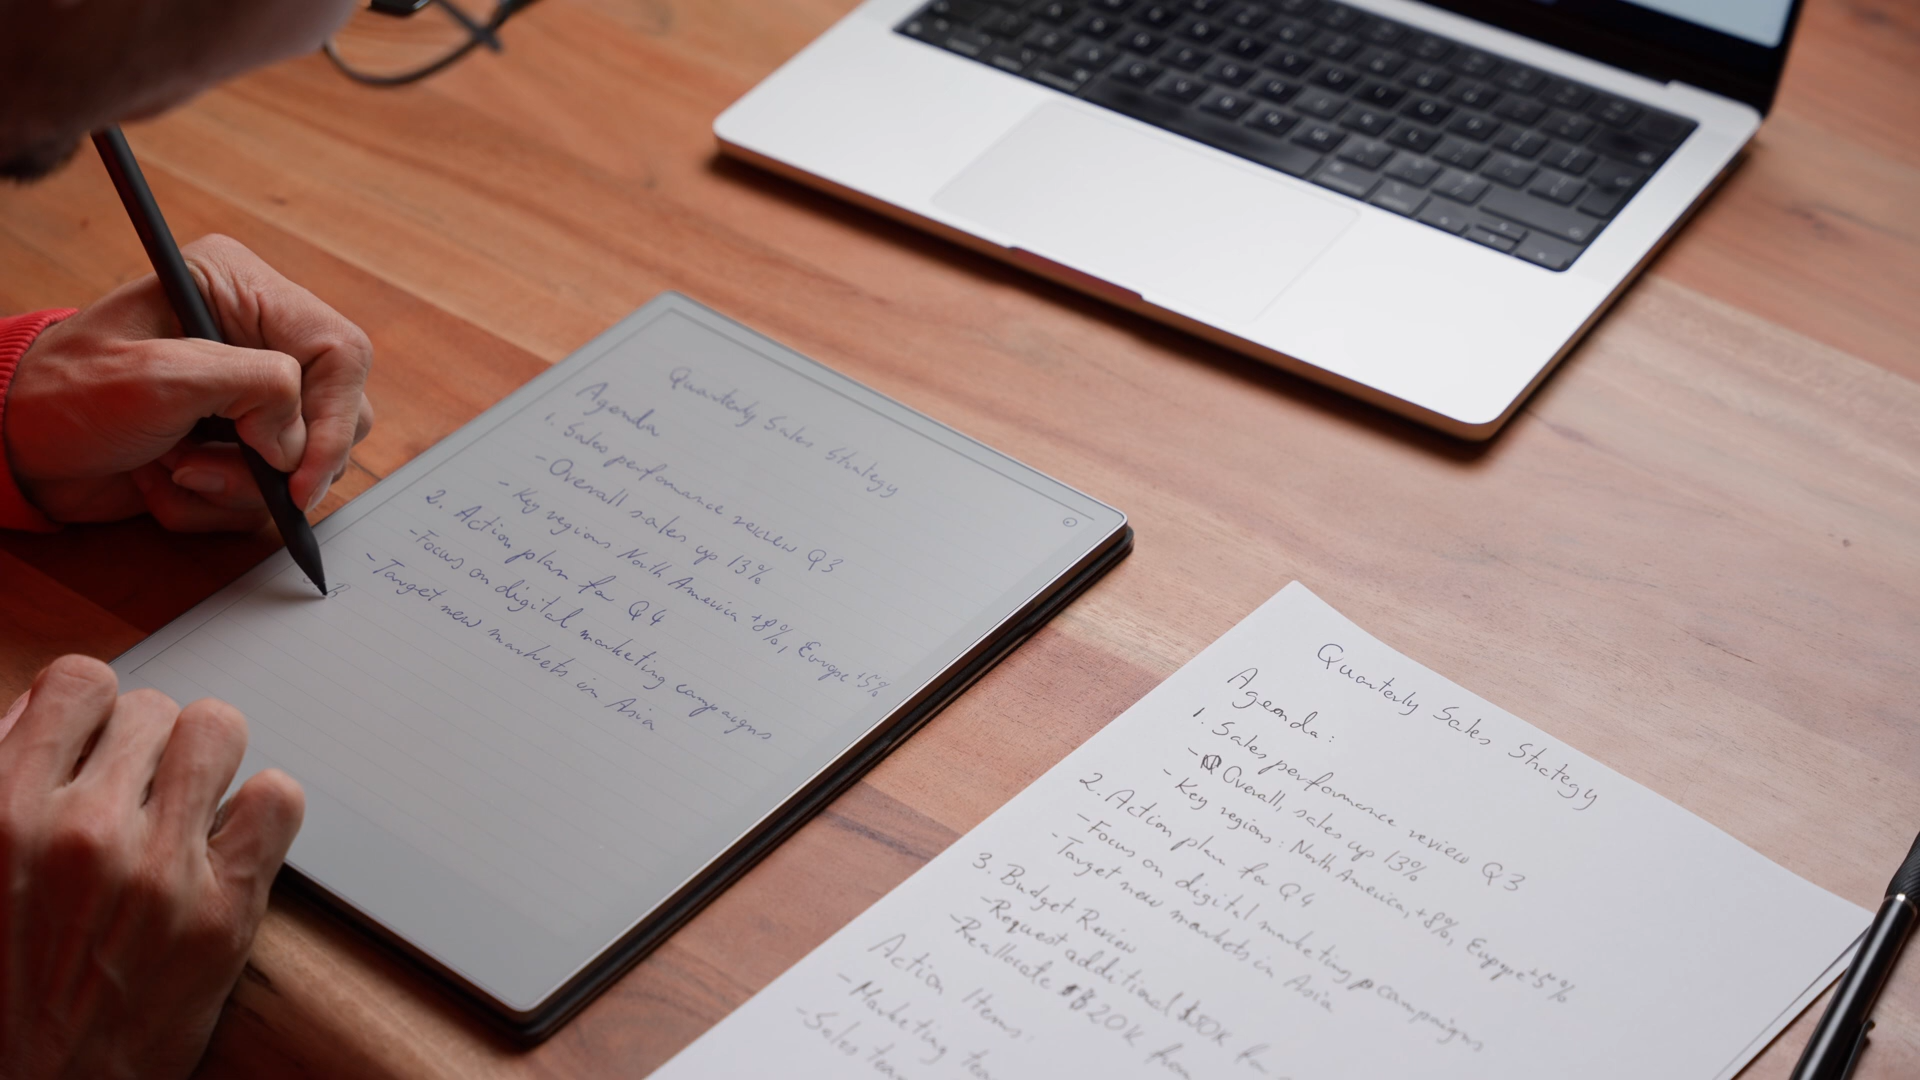 Quarterly Sales Strategy
Agenda
1. Sales performance review Q3
- Overall sales up 13%
- Key regions North America +8%, Europe +5%
2. Action plan for Q4
- Focus on digital marketing campaigns
- Target new markets in Asia
Quarterly Sales Strategy
Agenda:
1. Sales performance review Q3
- Overall, sales up 13%
- Key regions: North America, +8%, Europe +5%
2. Action plan for Q4
- Focus on digital marketing campaigns
- Target new markets in Asia
3. Budget Review
- Request additional $50K for
- Reallocate $20K from
Action Items:
- Marketing team
- Sales team